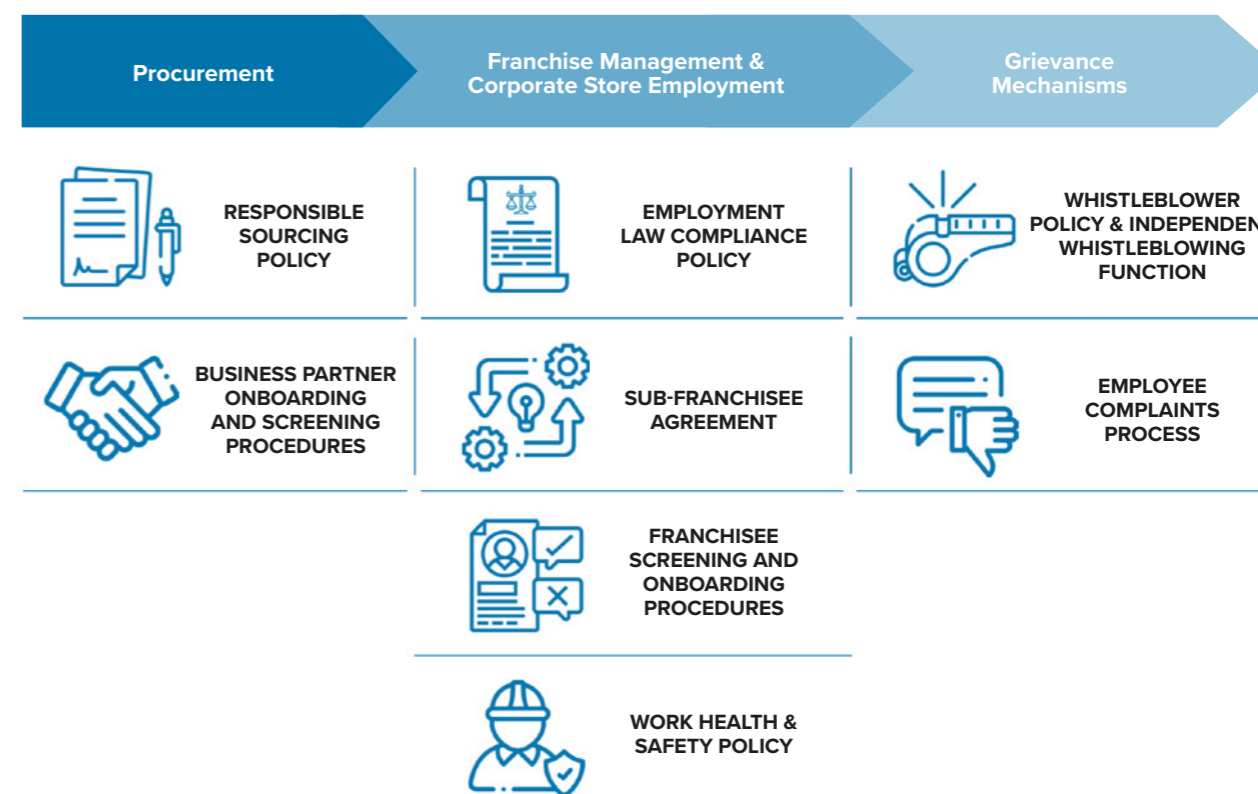 Procurement
Franchise Management &
Corporate Store Employment
Grievance
Mechanisms
RESPONSIBLE
SOURCING
POLICY
EMPLOYMENT
LAW COMPLIANCE
POLICY
WHISTLEBLOWER
POLICY & INDEPENDEN
WHISTLEBLOWING
FUNCTION
BUSINESS PARTNER
ONBOARDING
AND SCREENING
PROCEDURES
SUB-FRANCHISEE
AGREEMENT
EMPLOYEE
COMPLAINTS
PROCESS
FRANCHISEE
SCREENING AND
ONBOARDING
PROCEDURES
WORK HEALTH &
SAFETY POLICY